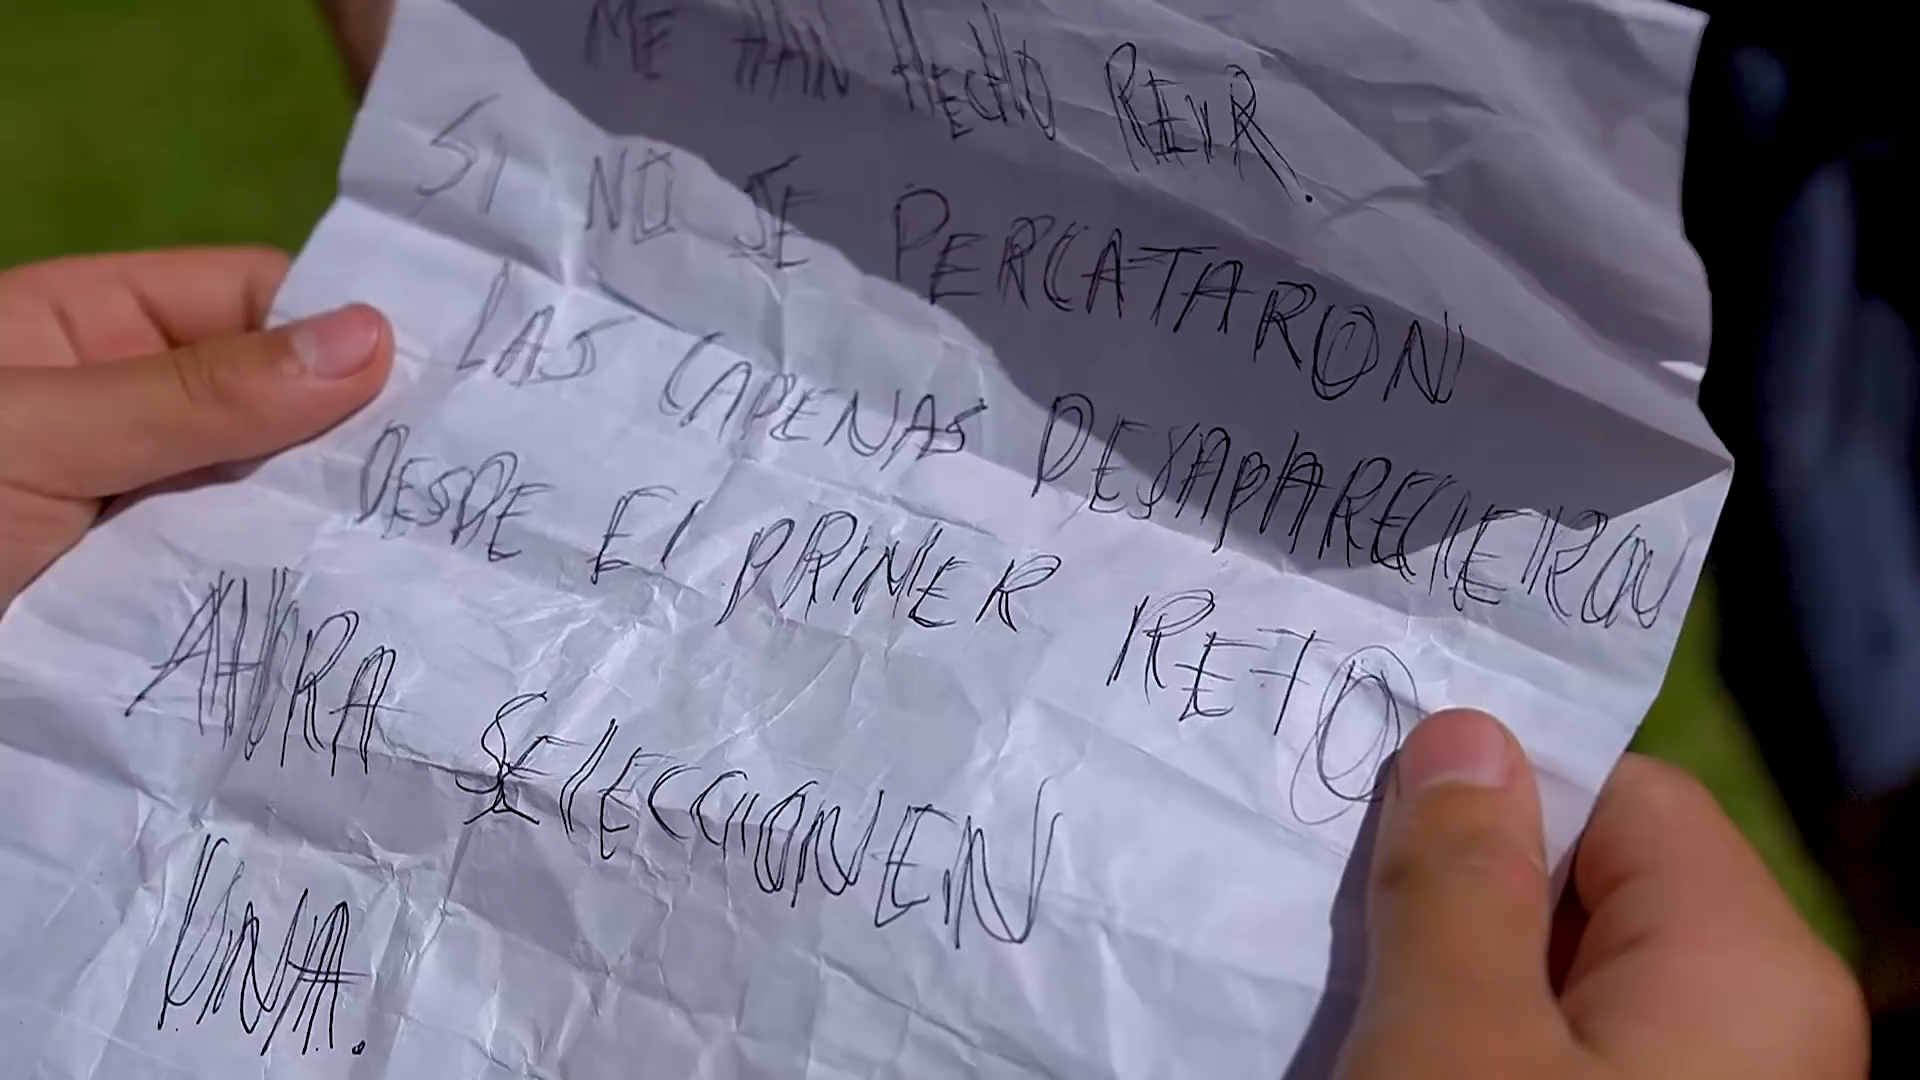 ME HAN HECHO REIR.
SI NO SE PERCATARON
LAS CADENAS DESAPARECIERON
DESDE El PRIMER RETO
AHORA SElECCIONEN
UNA.